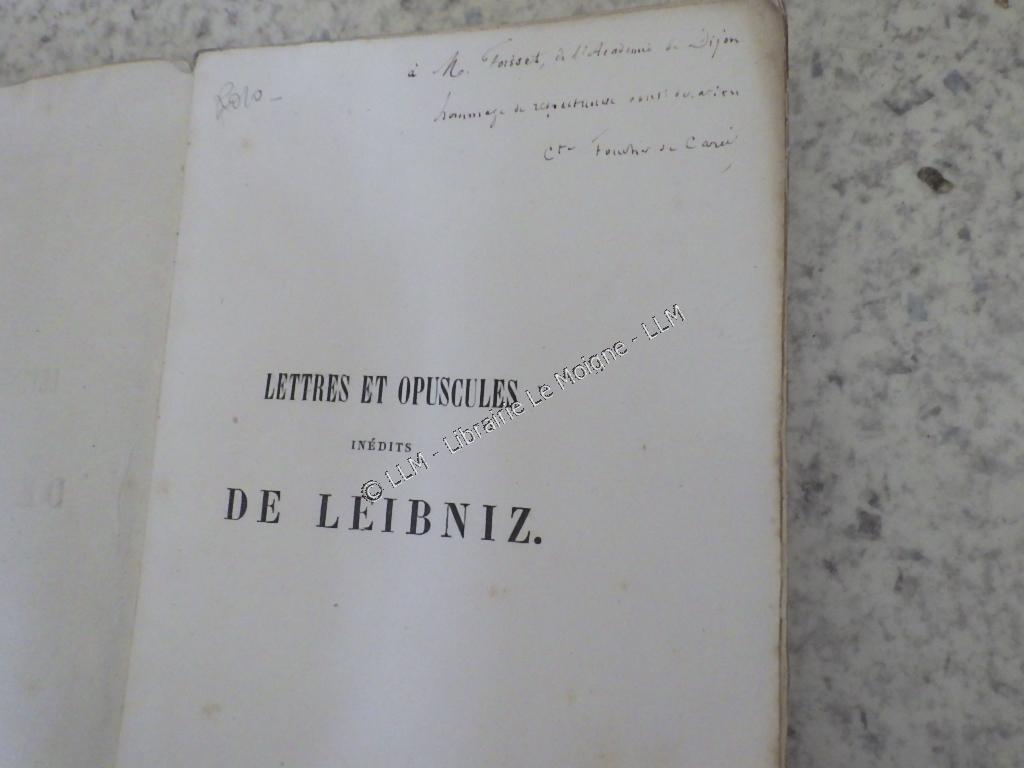 à M. Foisset, de l'Académie de Dijon
hommage de respectueuse considération
Cte Foucher de Careil
LETTRES ET OPUSCULES
INÉDITS
DE LEIBNIZ.
© LLM - Librairie Le Moigne - LLM